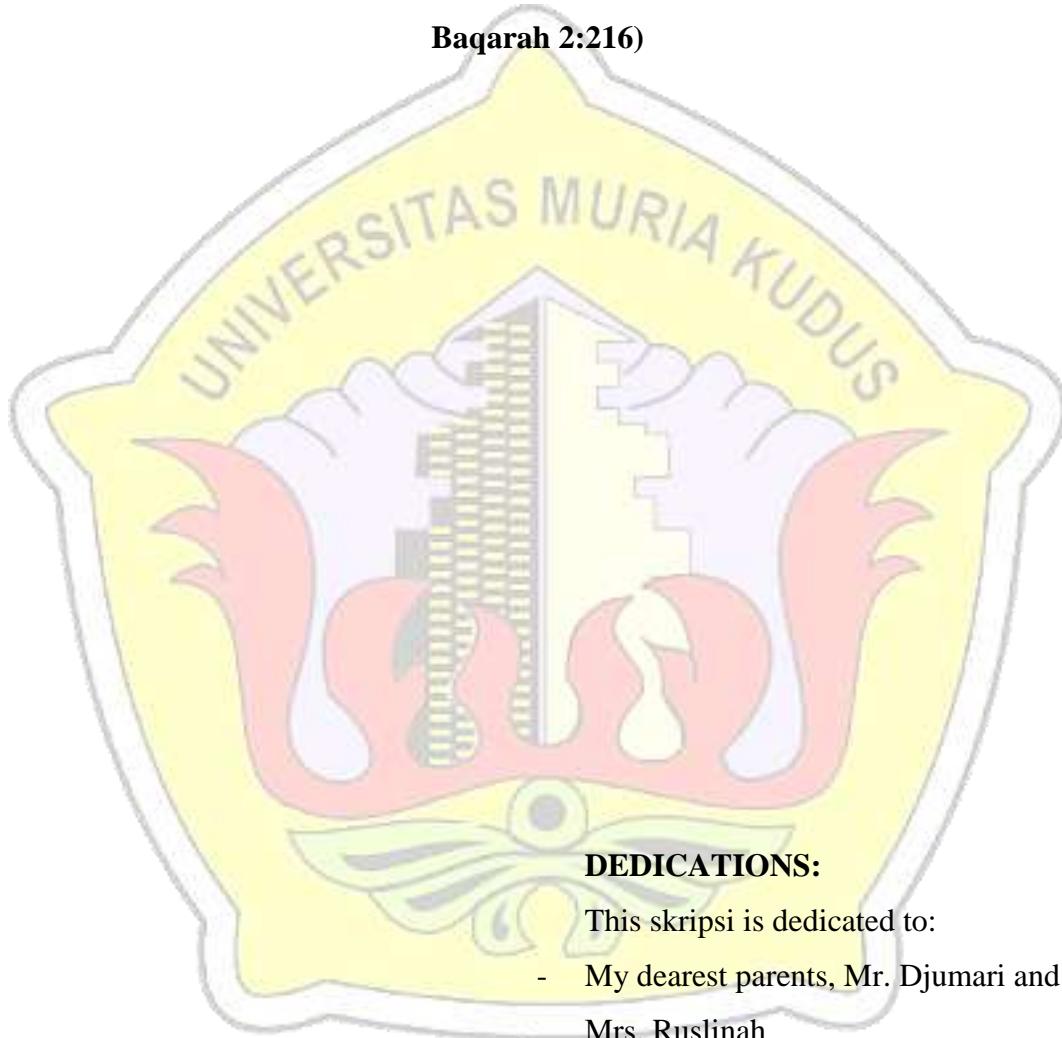 Baqarah 2:216)
UNIVERSITAS MURIA KUDUS
DEDICATIONS:
This skripsi is dedicated to:
- My dearest parents, Mr. Djumari and
Mrs. Ruslinah